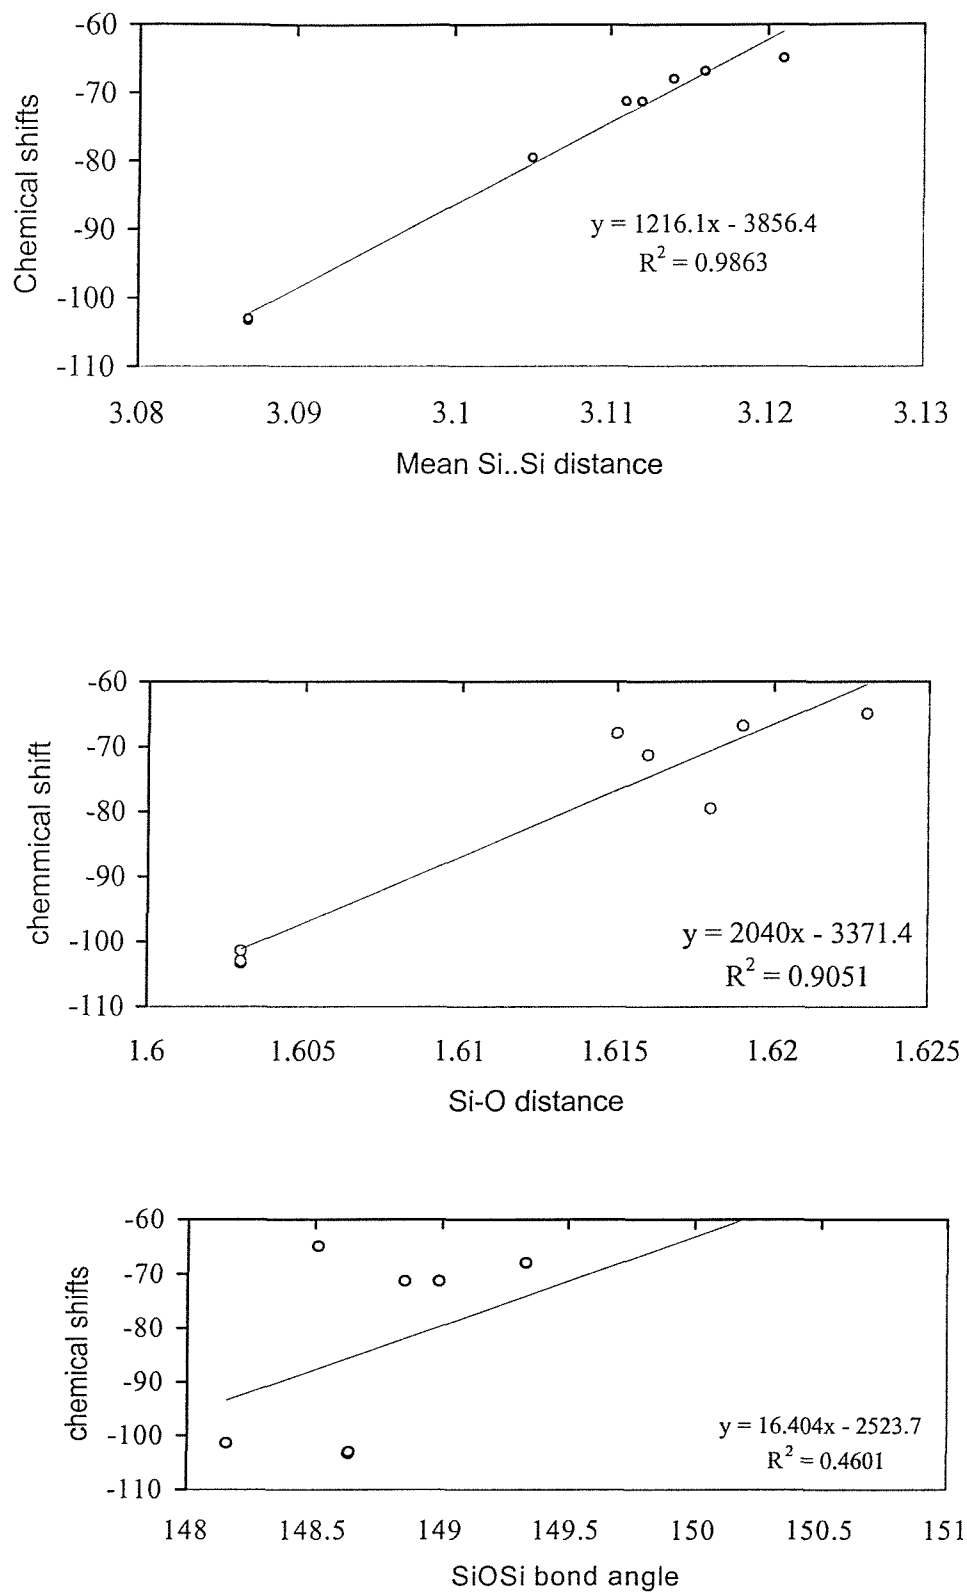 -60
-70
-80
-90
-100
-110
Chemical shifts
y = 1216.1x - 3856.4
R² = 0.9863
3.08 3.09 3.1 3.11 3.12 3.13
Mean Si..Si distance
-60
-70
-80
-90
-100
-110
chemmical shift
y = 2040x - 3371.4
R² = 0.9051
1.6 1.605 1.61 1.615 1.62 1.625
Si-O distance
-60
-70
-80
-90
-100
-110
chemical shifts
y = 16.404x - 2523.7
R² = 0.4601
148 148.5 149 149.5 150 150.5 151
SiOSi bond angle